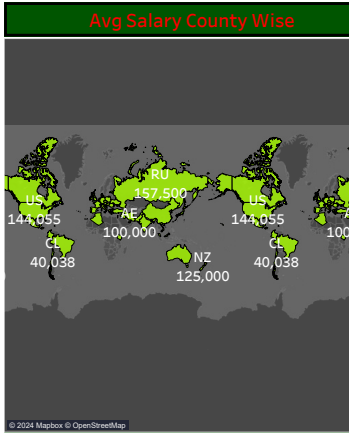 Avg Salary County Wise
RU
157,500
US
144,055
US
144,055
AE
100,000
CL
40,038
CL
40,038
NZ
125,000
© 2024 Mapbox © OpenStreetMap